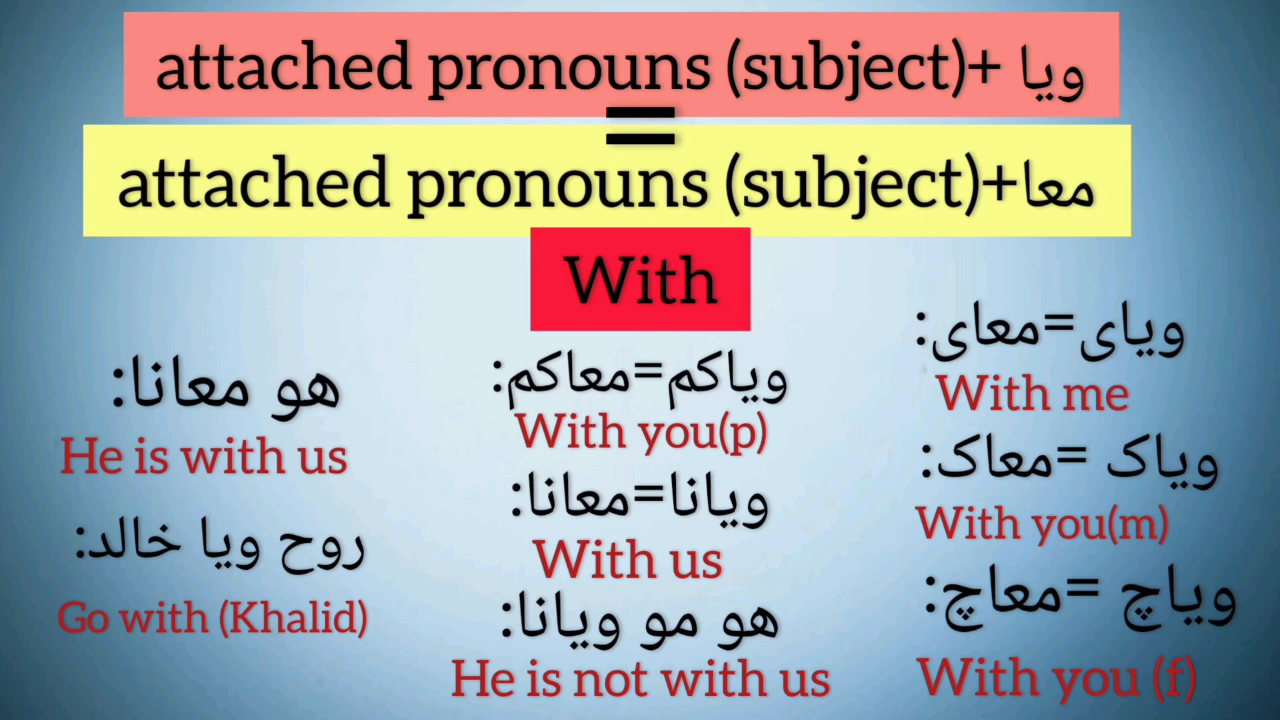 attached pronouns (subject)+ ويا
=
attached pronouns (subject)+معا
With
وياى=معاى:
With me
وياک =معاک:
With you(m)
وياچ =معاچ:
With you (f)
وياكم=معاكم:
With you(p)
ويانا=معانا:
With us
هو مو ويانا:
He is not with us
هو معانا:
He is with us
روح ويا خالد:
Go with (Khalid)